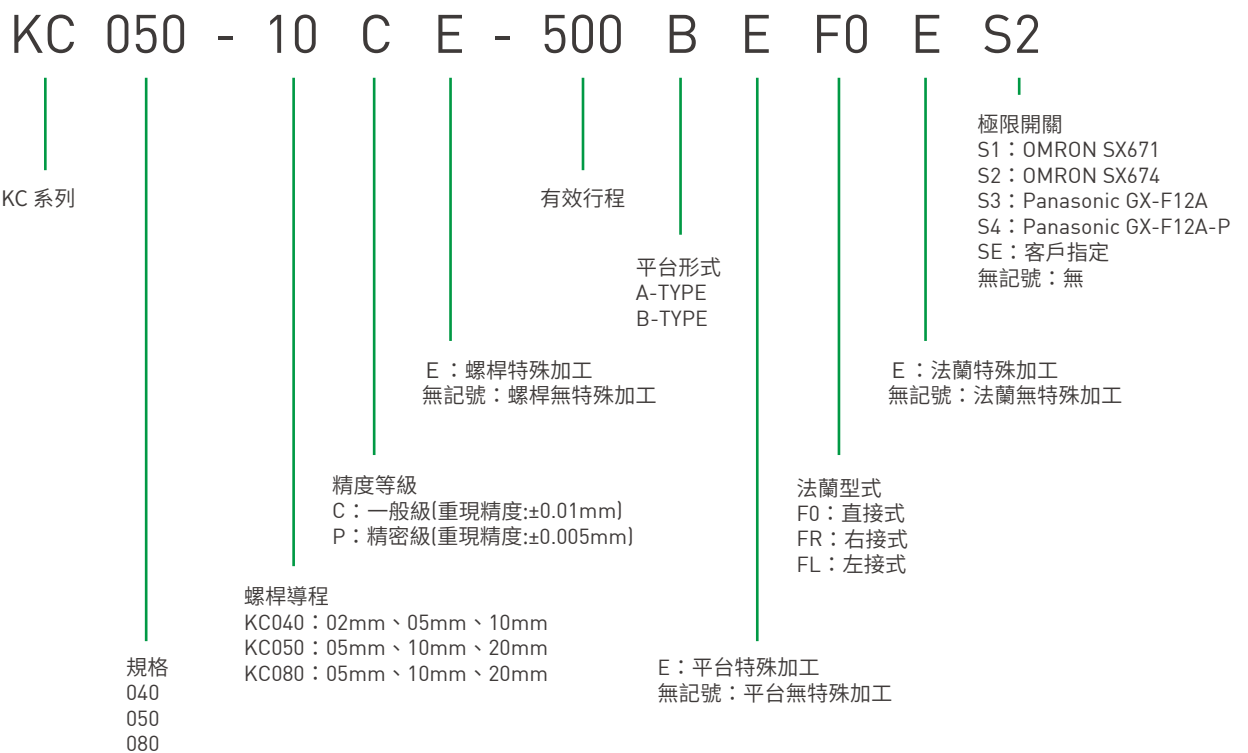 KC 050 - 10 C E - 500 B E F0 E S2
極限開關
S1：OMRON SX671
S2：OMRON SX674
S3：Panasonic GX-F12A
S4：Panasonic GX-F12A-P
SE：客戶指定
無記號：無
KC 系列
有效行程
平台形式
A-TYPE
B-TYPE
E：螺桿特殊加工
無記號：螺桿無特殊加工
E：法蘭特殊加工
無記號：法蘭無特殊加工
精度等級
C：一般級(重現精度:±0.01mm)
P：精密級(重現精度:±0.005mm)
法蘭型式
F0：直接式
FR：右接式
FL：左接式
螺桿導程
KC040：02mm、05mm、10mm
KC050：05mm、10mm、20mm
KC080：05mm、10mm、20mm
規格
040
050
080
E：平台特殊加工
無記號：平台無特殊加工